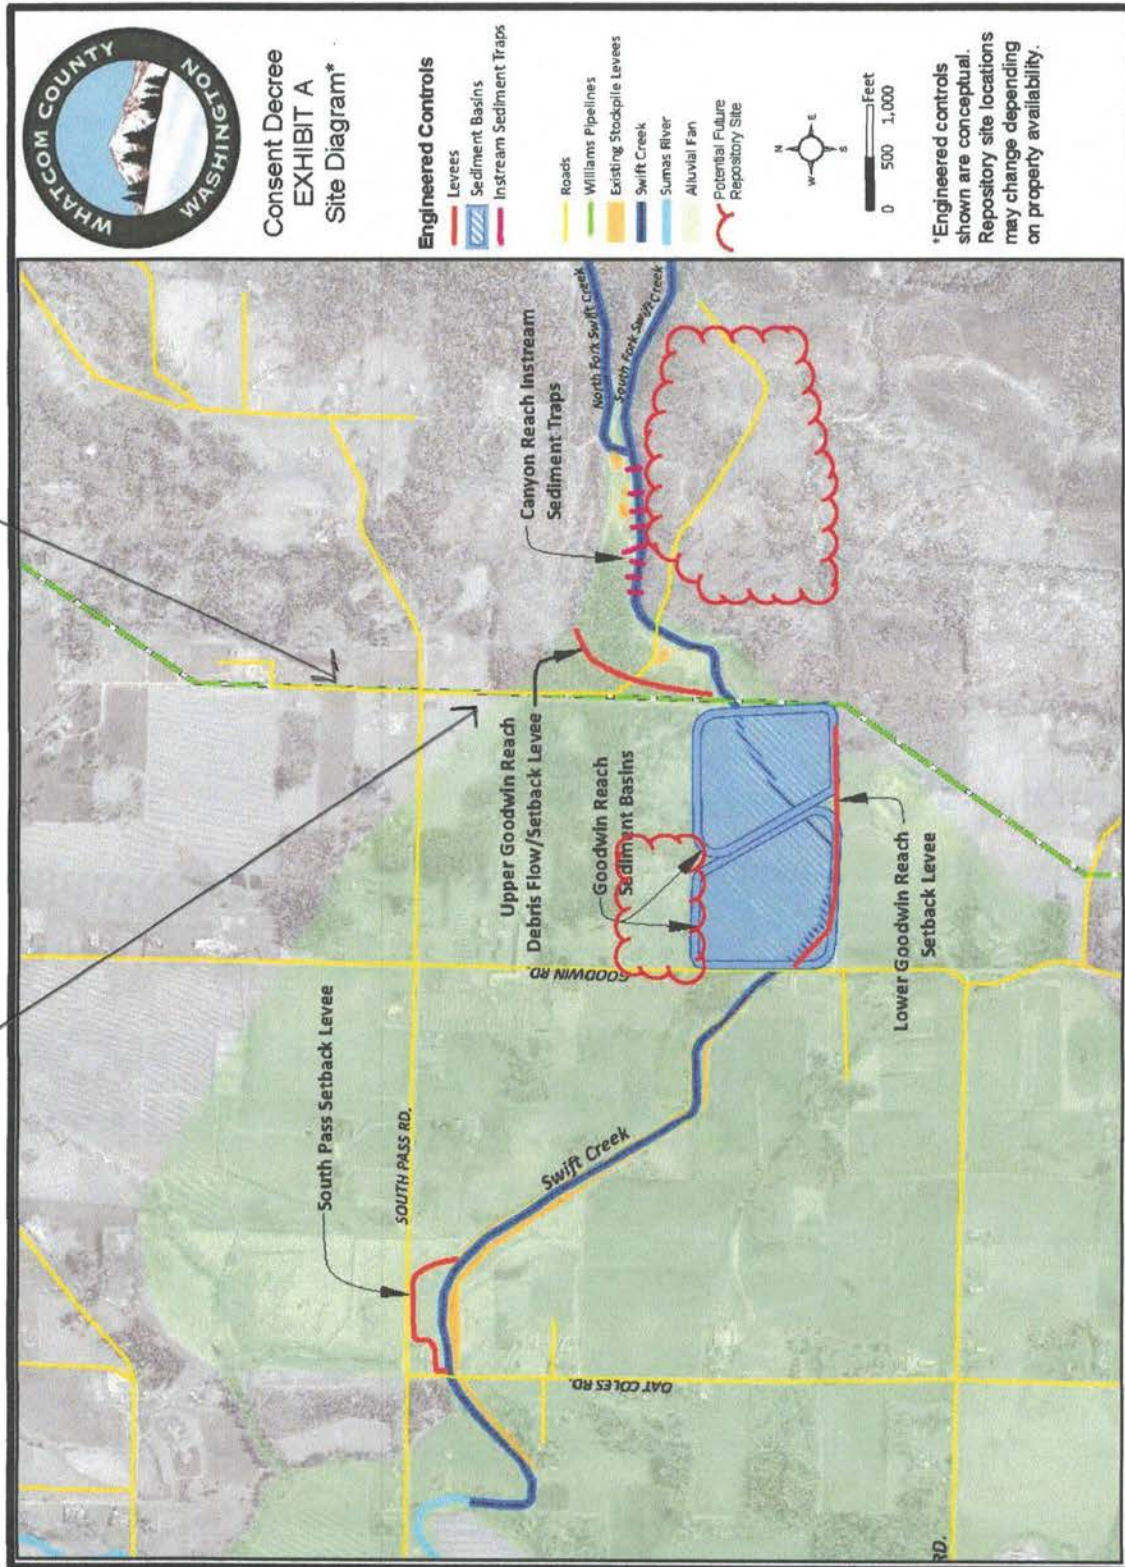 WHATCOM COUNTY
WASHINGTON
Consent Decree
EXHIBIT A
Site Diagram*
Engineered Controls
Levees
Sediment Basins
Instream Sediment Traps
Roads
Williams Pipelines
Existing Stockpile Levees
Swift Creek
Sumas River
Alluvial Fan
Potential Future
Repository Site
N
W
E
S
Feet
0 500 1,000
*Engineered controls
shown are conceptual.
Repository site locations
may change depending
on property availability.
South Pass Setback Levee
SOUTH PASS RD.
Swift Creek
OAT COLES RD.
GOODWIN RD.
Upper Goodwin Reach
Debris Flow/Setback Levee
Goodwin Reach
Sediment Basins
Canyon Reach Instream
Sediment Traps
North Fork Swift Creek
South Fork Swift Creek
Lower Goodwin Reach
Setback Levee
RD.